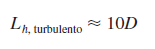 L_{h, turbulento} ≈ 10D